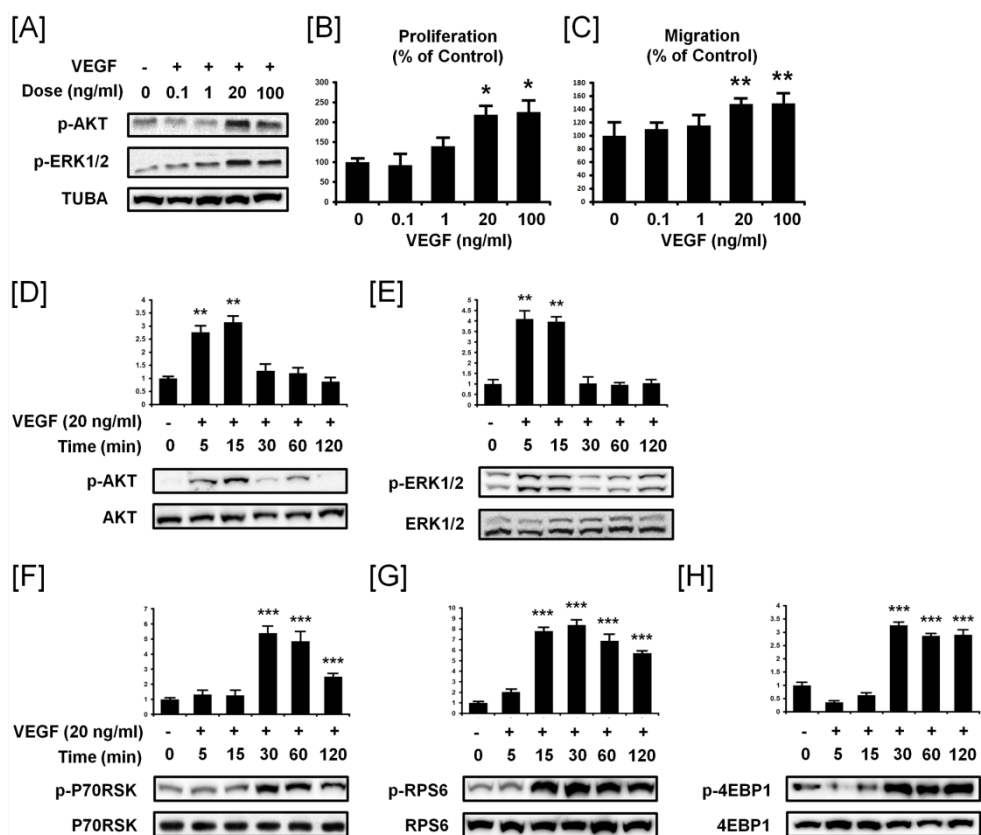 [A]
VEGF - + + + +
Dose (ng/ml) 0 0.1 1 20 100
p-AKT
p-ERK1/2
TUBA
[B]
Proliferation
(% of Control)
300
250
200
150
100
50
0
* *
0 0.1 1 20 100
VEGF (ng/ml)
[C]
Migration
(% of Control)
180
160
140
120
100
80
60
40
20
0
** **
0 0.1 1 20 100
VEGF (ng/ml)
[D]
4
3.5
3
2.5
2
1.5
1
0.5
0
** **
VEGF (20 ng/ml) - + + + + +
Time (min) 0 5 15 30 60 120
p-AKT
AKT
[E]
5
4.5
4
3.5
3
2.5
2
1.5
1
0.5
0
** **
- + + + + +
0 5 15 30 60 120
p-ERK1/2
ERK1/2
[F]
7
6
5
4
3
2
1
0
*** *** ***
VEGF (20 ng/ml) - + + + + +
Time (min) 0 5 15 30 60 120
p-P70RSK
P70RSK
[G]
10
9
8
7
6
5
4
3
2
1
0
*** *** *** ***
- + + + + +
0 5 15 30 60 120
p-RPS6
RPS6
[H]
4
3.5
3
2.5
2
1.5
1
0.5
0
*** *** ***
- + + + + +
0 5 15 30 60 120
p-4EBP1
4EBP1